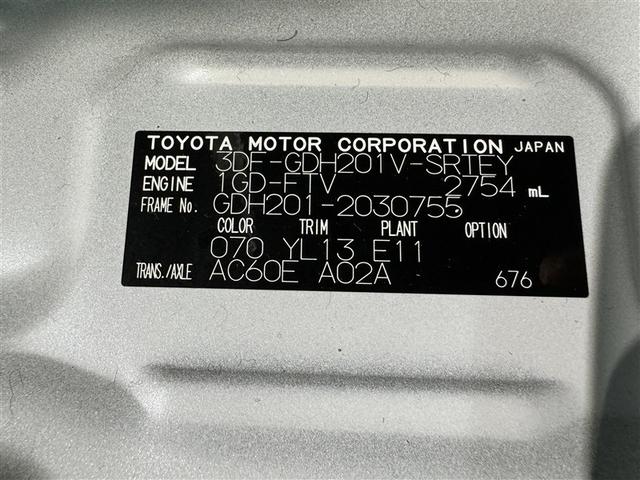 TOYOTA MOTOR CORPORATION JAPAN
MODEL 3DF-GDH201V-SRTEY
ENGINE 1GD-FTV 2754 mL
FRAME No. GDH201-2030755
COLOR TRIM PLANT OPTION
070 YL13 E11
TRANS./AXLE AC60E A02A 676